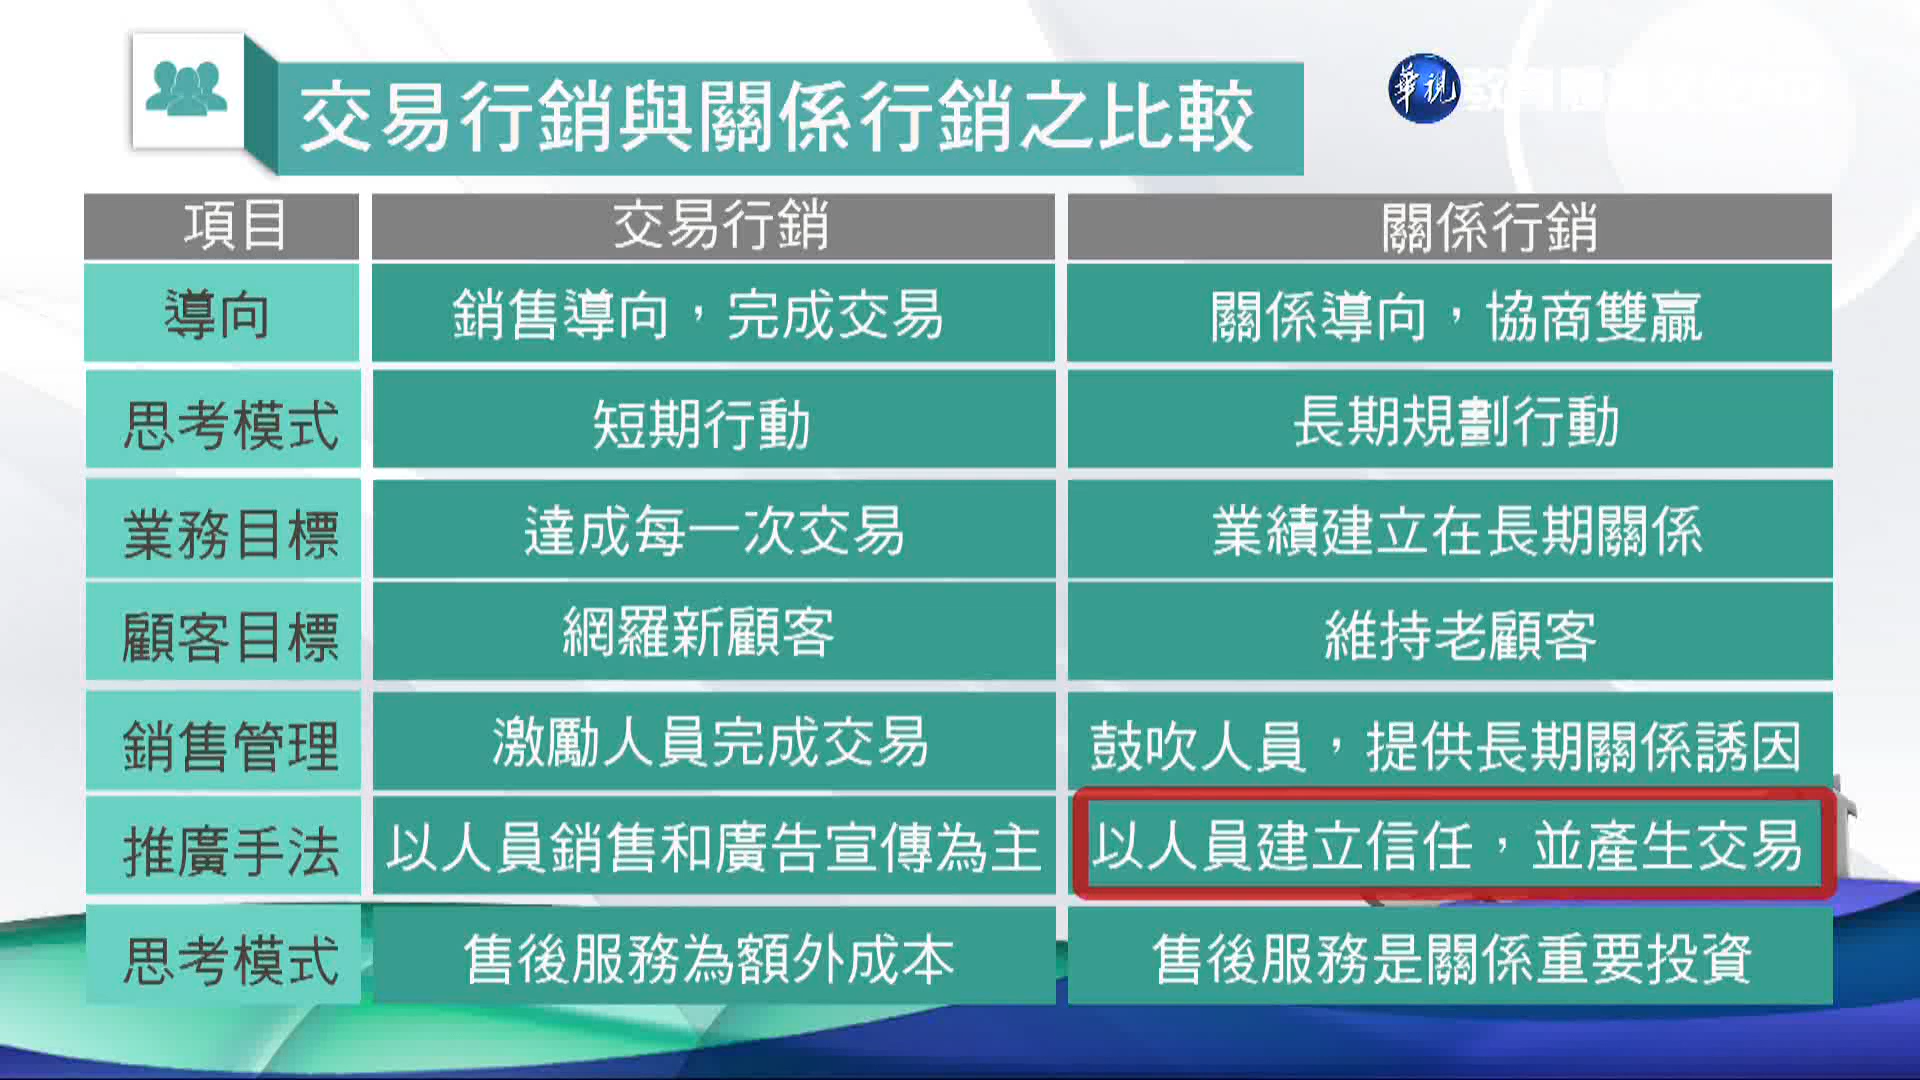 交易行銷與關係行銷之比較
華視
項目 交易行銷 關係行銷
導向 銷售導向，完成交易 關係導向，協商雙贏
思考模式 短期行動 長期規劃行動
業務目標 達成每一次交易 業績建立在長期關係
顧客目標 網羅新顧客 維持老顧客
銷售管理 激勵人員完成交易 鼓吹人員，提供長期關係誘因
推廣手法 以人員銷售和廣告宣傳為主 以人員建立信任，並產生交易
思考模式 售後服務為額外成本 售後服務是關係重要投資